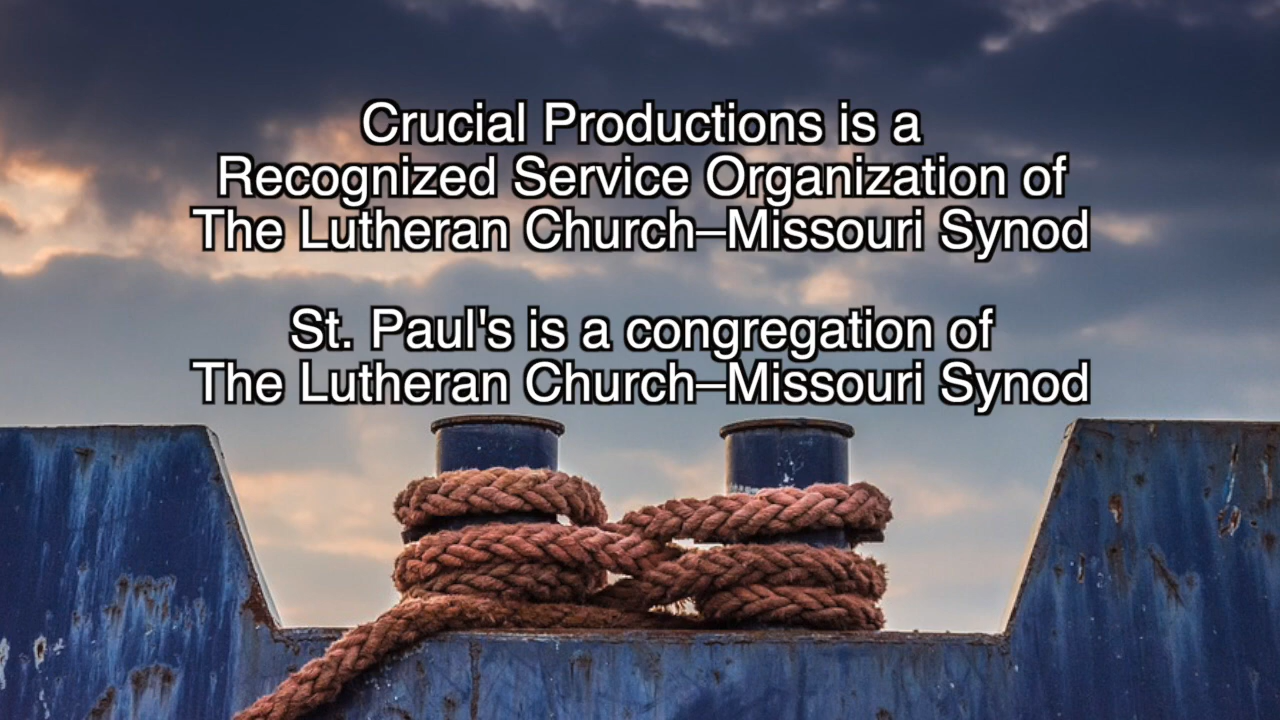 Crucial Productions is a
Recognized Service Organization of
The Lutheran Church–Missouri Synod
St. Paul's is a congregation of
The Lutheran Church–Missouri Synod